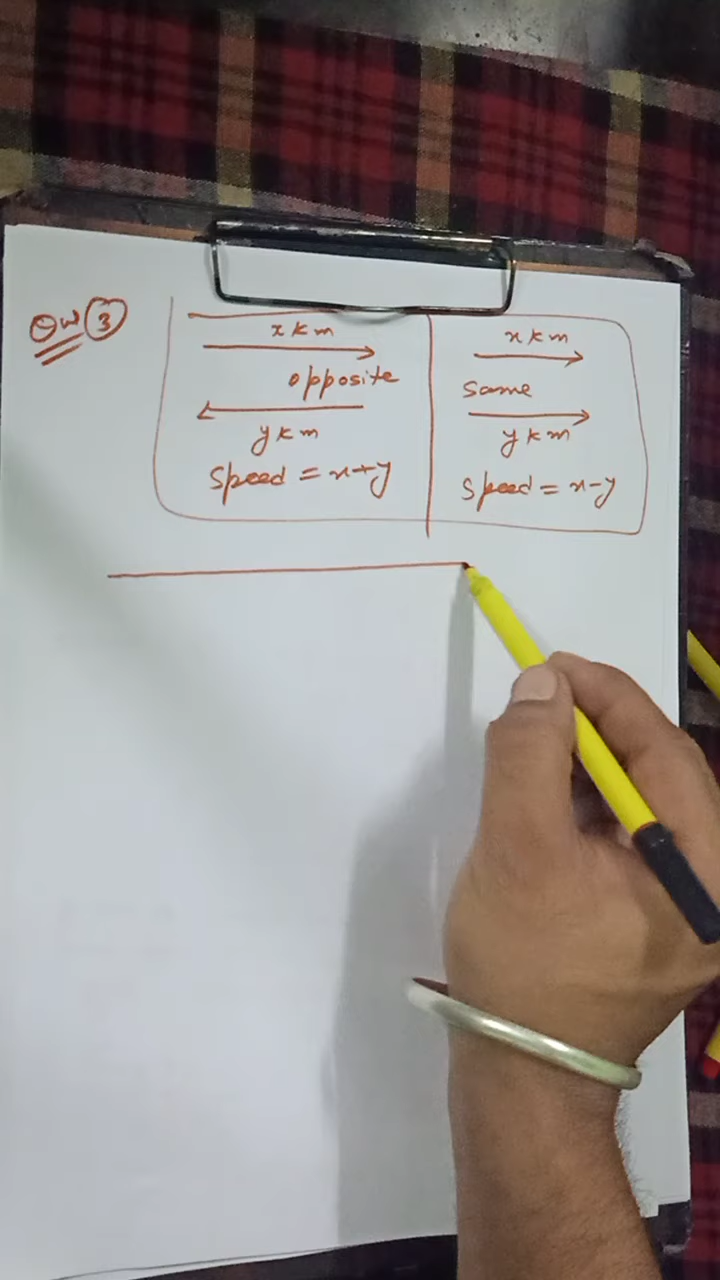 QW 3
x km
opposite
y km
speed = x+y
x km
same
y km
speed = x-y